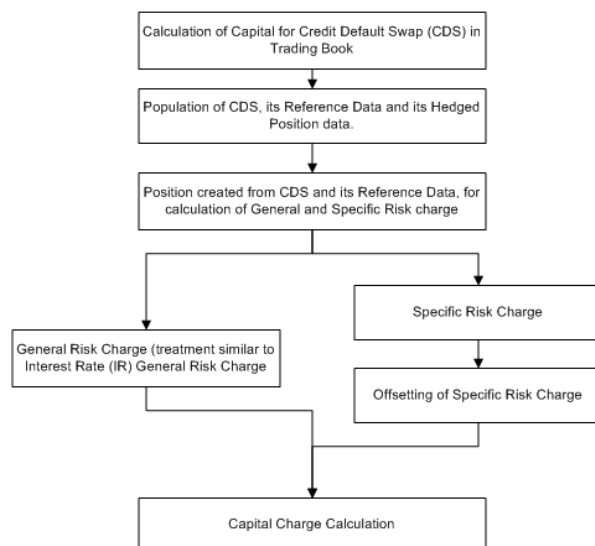 Calculation of Capital for Credit Default Swap (CDS) in
Trading Book
Population of CDS, its Reference Data and its Hedged
Position data.
Position created from CDS and its Reference Data, for
calculation of General and Specific Risk charge
Specific Risk Charge
General Risk Charge (treatment similar to
Interest Rate (IR) General Risk Charge
Offsetting of Specific Risk Charge
Capital Charge Calculation